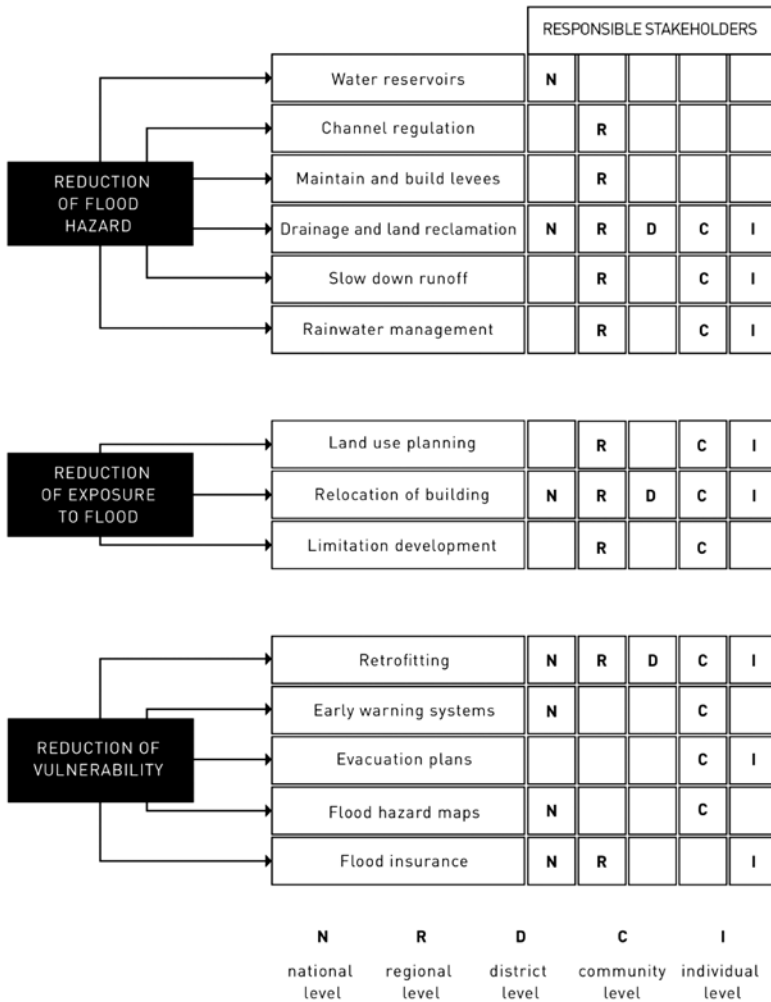 RESPONSIBLE STAKEHOLDERS
REDUCTION
OF FLOOD
HAZARD
Water reservoirs N
Channel regulation R
Maintain and build levees R
Drainage and land reclamation N R D C I
Slow down runoff R C I
Rainwater management R C I
REDUCTION
OF EXPOSURE
TO FLOOD
Land use planning R C I
Relocation of building N R D C I
Limitation development R C
REDUCTION OF
VULNERABILITY
Retrofitting N R D C I
Early warning systems N C
Evacuation plans C I
Flood hazard maps N C
Flood insurance N R I
N R D C I
national regional district community individual
level level level level level